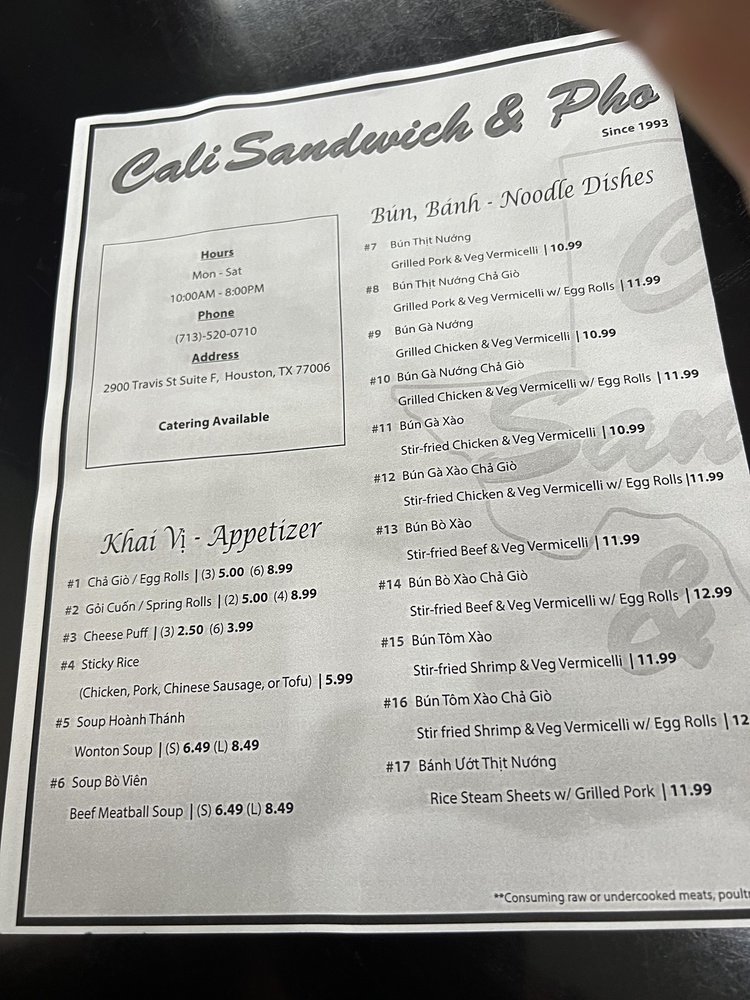 Cali Sandwich & Pho
Since 1993
Hours
Mon - Sat
10:00AM - 8:00PM
Phone
(713)-520-0710
Address
2900 Travis St Suite F, Houston, TX 77006
Catering Available
Khai Vị - Appetizer
#1 Chả Giò / Egg Rolls | (3) 5.00 (6) 8.99
#2 Gỏi Cuốn / Spring Rolls | (2) 5.00 (4) 8.99
#3 Cheese Puff | (3) 2.50 (6) 3.99
#4 Sticky Rice
(Chicken, Pork, Chinese Sausage, or Tofu) | 5.99
#5 Soup Hoành Thánh
Wonton Soup | (S) 6.49 (L) 8.49
#6 Soup Bò Viên
Beef Meatball Soup | (S) 6.49 (L) 8.49
Bún, Bánh - Noodle Dishes
#7 Bún Thịt Nướng
Grilled Pork & Veg Vermicelli | 10.99
#8 Bún Thịt Nướng Chả Giò
Grilled Pork & Veg Vermicelli w/ Egg Rolls | 11.99
#9 Bún Gà Nướng
Grilled Chicken & Veg Vermicelli | 10.99
#10 Bún Gà Nướng Chả Giò
Grilled Chicken & Veg Vermicelli w/ Egg Rolls | 11.99
#11 Bún Gà Xào
Stir-fried Chicken & Veg Vermicelli | 10.99
#12 Bún Gà Xào Chả Giò
Stir-fried Chicken & Veg Vermicelli w/ Egg Rolls |11.99
#13 Bún Bò Xào
Stir-fried Beef & Veg Vermicelli | 11.99
#14 Bún Bò Xào Chả Giò
Stir-fried Beef & Veg Vermicelli w/ Egg Rolls | 12.99
#15 Bún Tôm Xào
Stir-fried Shrimp & Veg Vermicelli | 11.99
#16 Bún Tôm Xào Chả Giò
Stir fried Shrimp & Veg Vermicelli w/ Egg Rolls | 12
#17 Bánh Ướt Thịt Nướng
Rice Steam Sheets w/ Grilled Pork | 11.99
**Consuming raw or undercooked meats,